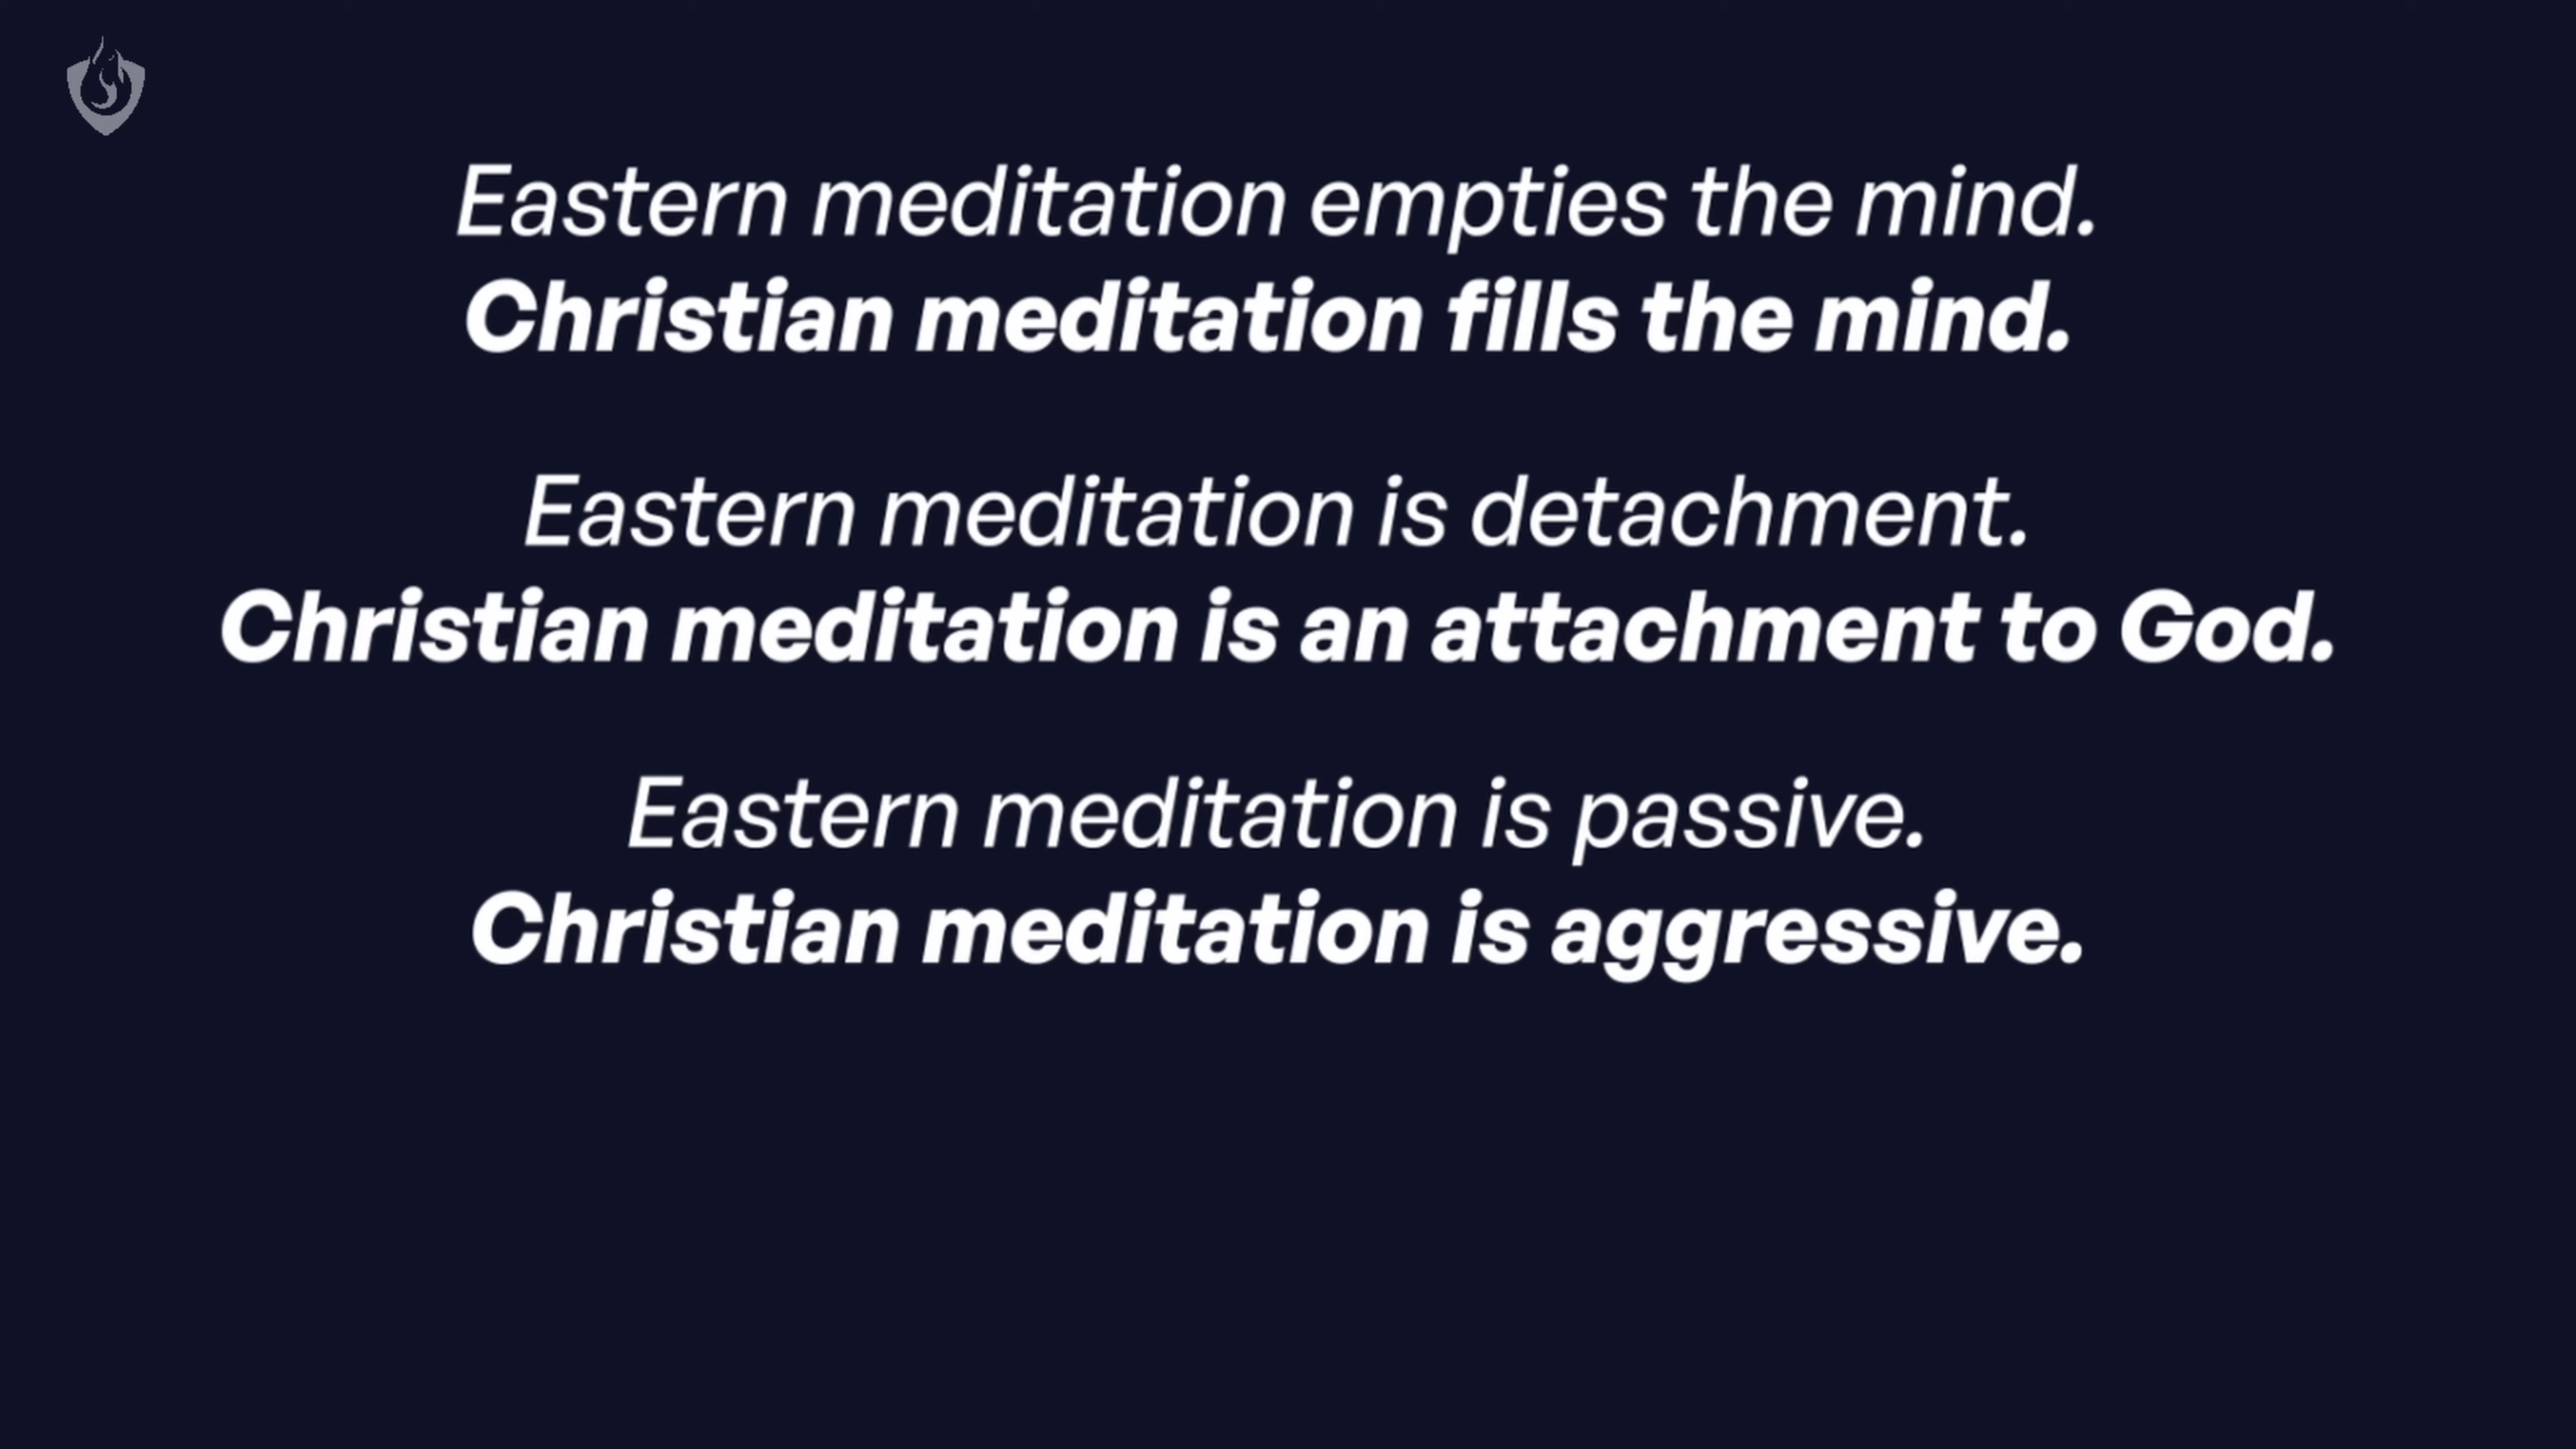 Eastern meditation empties the mind.
Christian meditation fills the mind.
Eastern meditation is detachment.
Christian meditation is an attachment to God.
Eastern meditation is passive.
Christian meditation is aggressive.